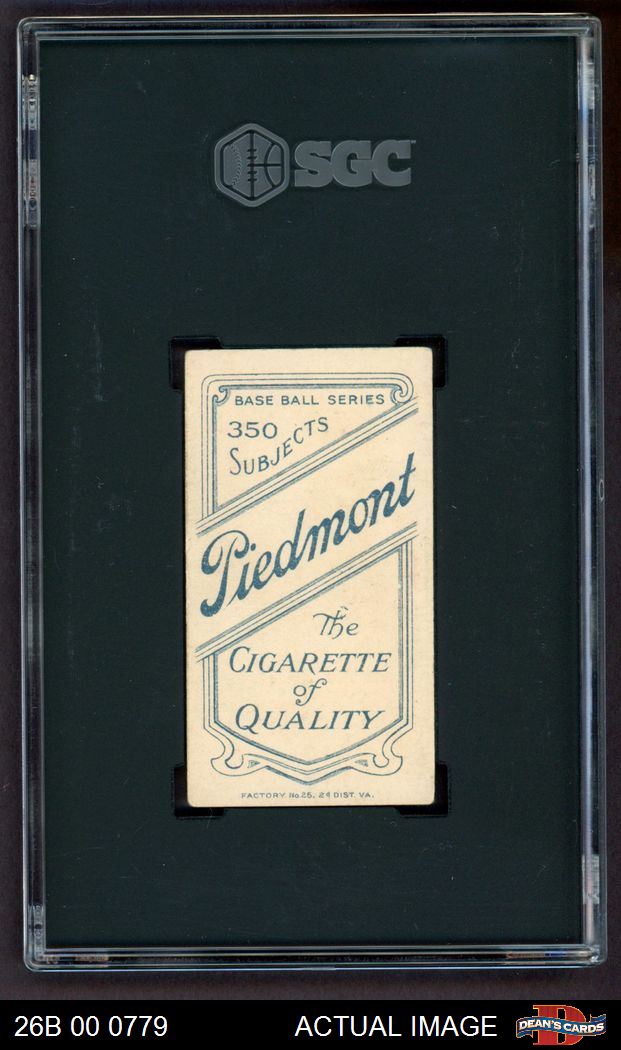 SGC
BASE BALL SERIES
350
SUBJECTS
Piedmont
The
CIGARETTE
of
QUALITY
FACTORY No.25, 24 DIST. VA.
26B 00 0779
ACTUAL IMAGE
DEAN'S CARDS